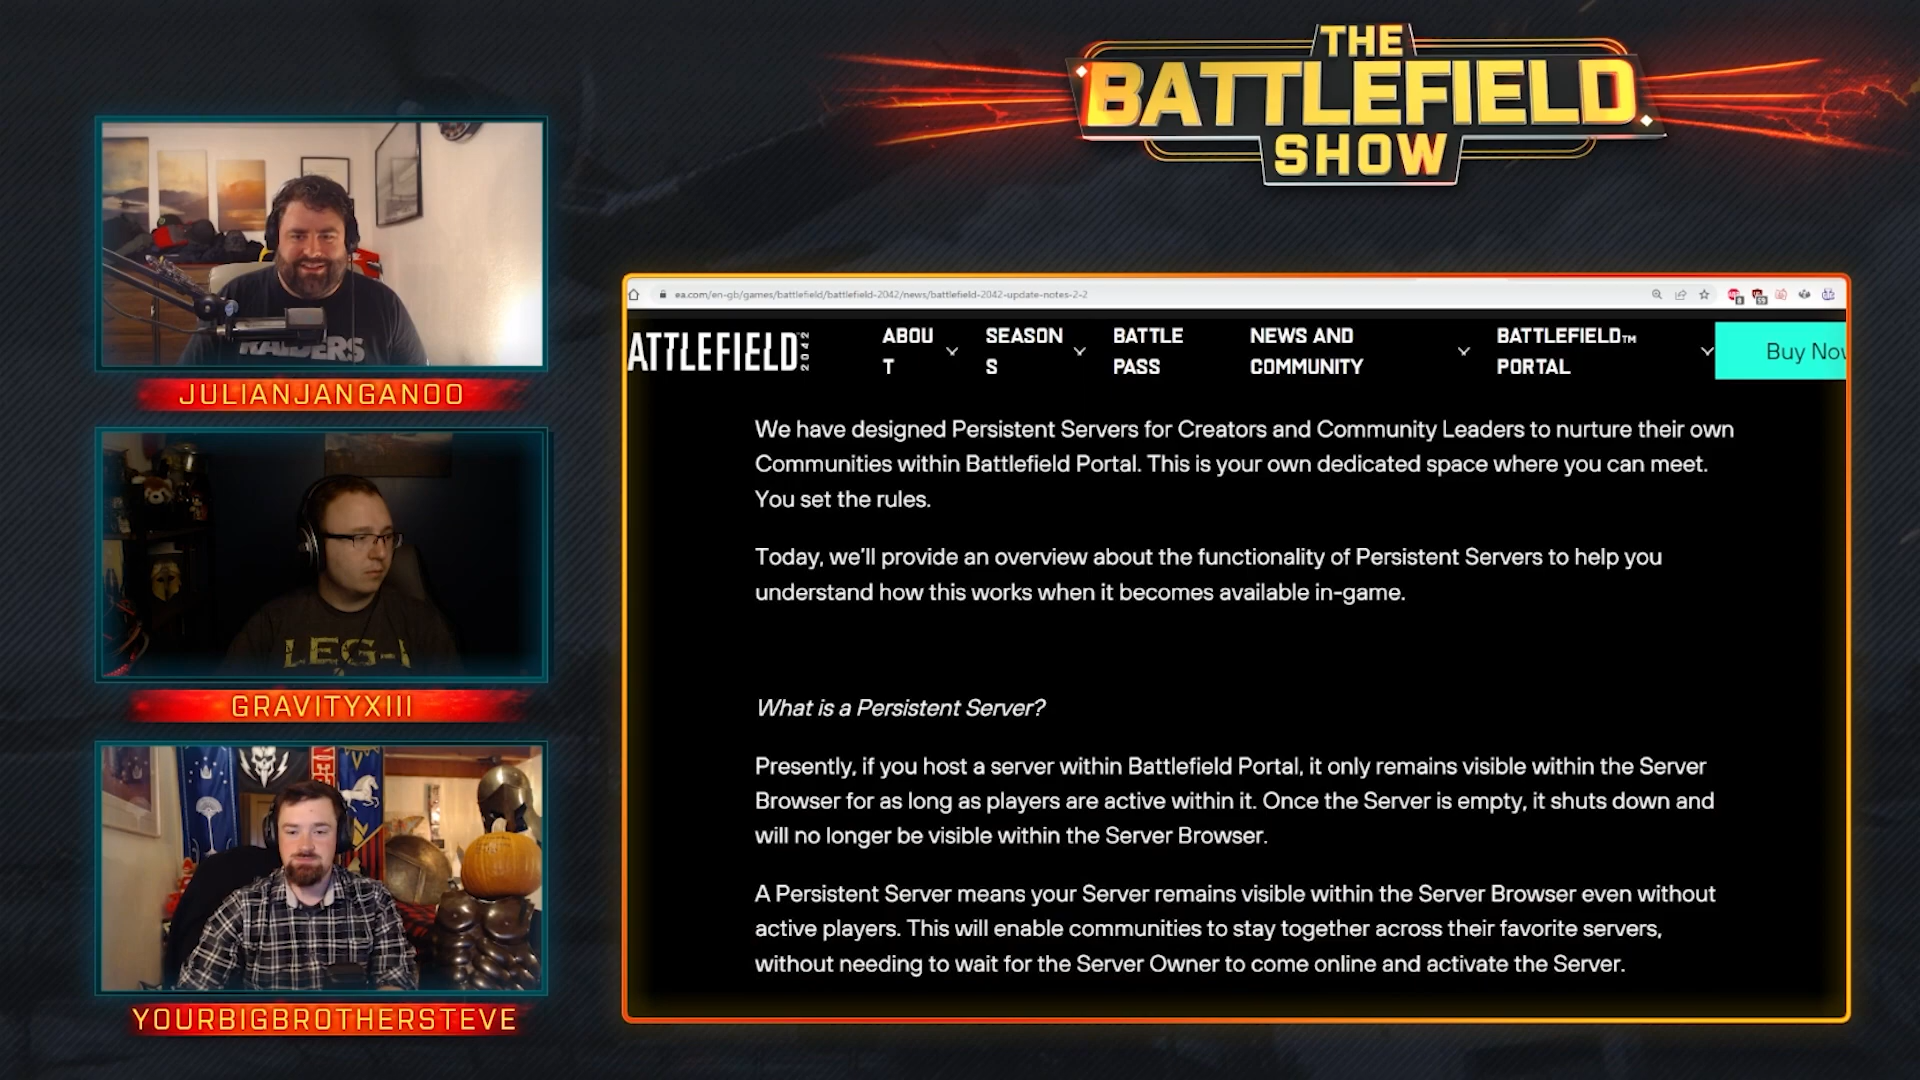 THE
BATTLEFIELD
SHOW
RAIDERS
JULIANJANGANOO
LEG-
GRAVITYXIII
YOURBIGBROTHERSTEVE
ea.com/en-gb/games/battlefield/battlefield-2042/news/battlefield-2042-update-notes-2-2
ATTLEFIELD 2042
ABOU
T
SEASON
S
BATTLE
PASS
NEWS AND
COMMUNITY
BATTLEFIELD™
PORTAL
Buy Nov
We have designed Persistent Servers for Creators and Community Leaders to nurture their own
Communities within Battlefield Portal. This is your own dedicated space where you can meet.
You set the rules.
Today, we’ll provide an overview about the functionality of Persistent Servers to help you
understand how this works when it becomes available in-game.
What is a Persistent Server?
Presently, if you host a server within Battlefield Portal, it only remains visible within the Server
Browser for as long as players are active within it. Once the Server is empty, it shuts down and
will no longer be visible within the Server Browser.
A Persistent Server means your Server remains visible within the Server Browser even without
active players. This will enable communities to stay together across their favorite servers,
without needing to wait for the Server Owner to come online and activate the Server.